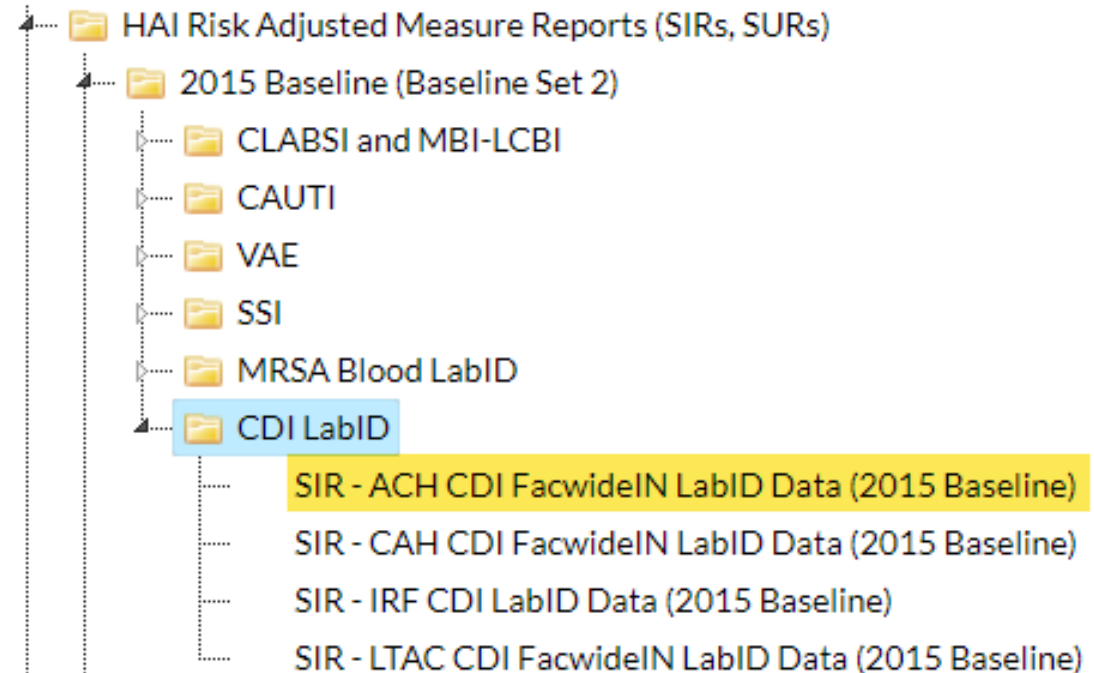 HAI Risk Adjusted Measure Reports (SIRs, SURs)
2015 Baseline (Baseline Set 2)
CLABSI and MBI-LCBI
CAUTI
VAE
SSI
MRSA Blood LabID
CDI LabID
SIR - ACH CDI FacwideIN LabID Data (2015 Baseline)
SIR - CAH CDI FacwideIN LabID Data (2015 Baseline)
SIR - IRF CDI LabID Data (2015 Baseline)
SIR - LTAC CDI FacwideIN LabID Data (2015 Baseline)